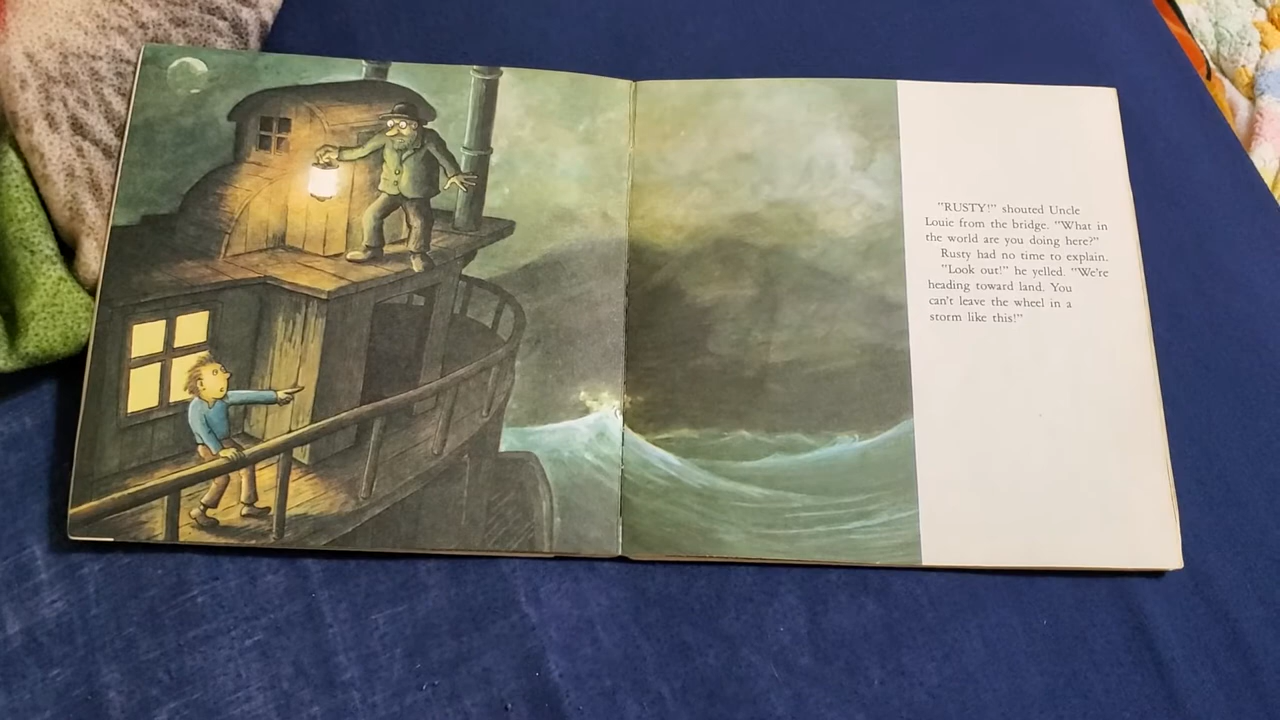 "RUSTY!" shouted Uncle
Louie from the bridge. "What in
the world are you doing here?"
Rusty had no time to explain.
"Look out!" he yelled. "We're
heading toward land. You
can't leave the wheel in a
storm like this!"